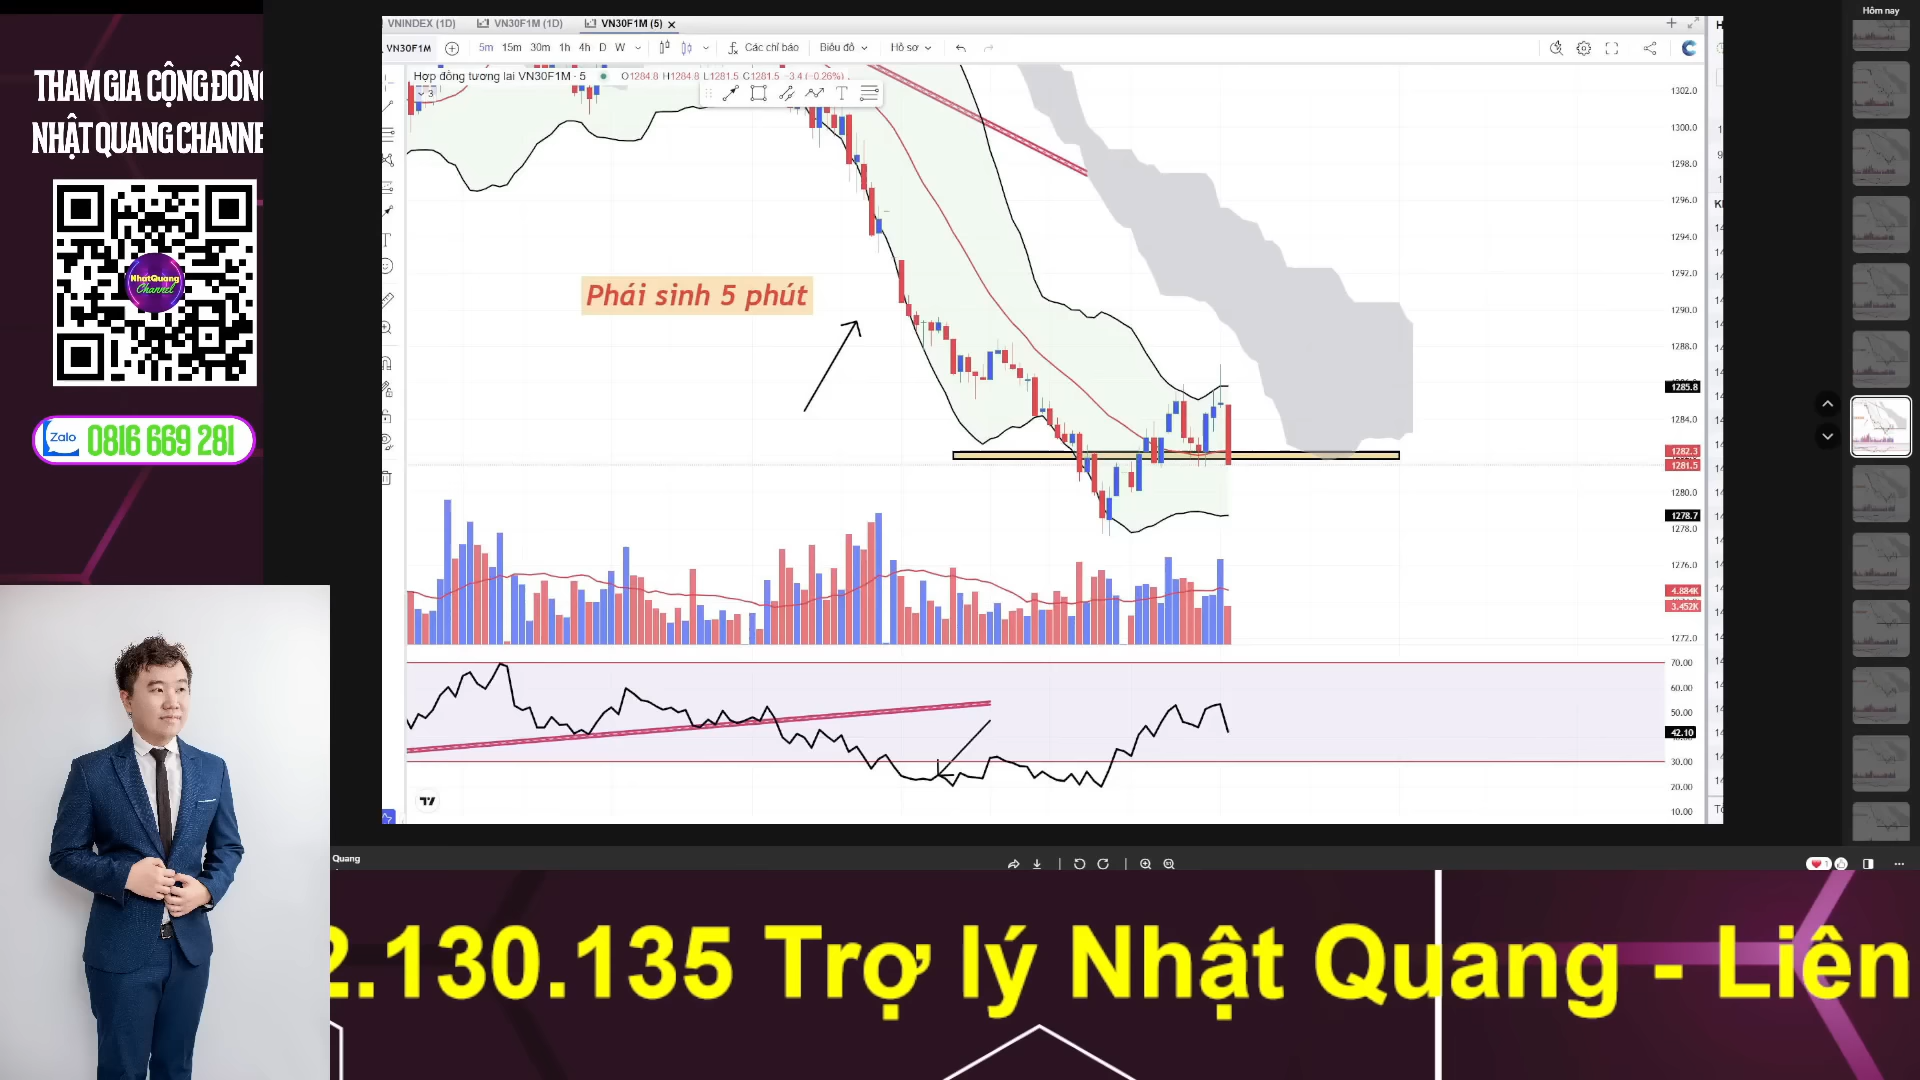 Hôm nay
THAM GIA CỘNG ĐỒNG
NHẬT QUANG CHANNE
NhatQuang
Channel
Zalo 0816 669 281
VNINDEX (1D) VN30F1M (1D) VN30F1M (5)
VN30F1M 5m 15m 30m 1h 4h D W Các chỉ báo Biểu đồ Hồ sơ
Hợp đồng tương lai VN30F1M · 5 O1284.8 H1284.8 L1281.5 C1281.5 −3.4 (−0.26%)
3
Phái sinh 5 phút
1302.0
1300.0
1298.0
1296.0
1294.0
1292.0
1290.0
1288.0
1285.8
1284.0
1282.3
1281.5
1280.0
1278.7
1278.0
1276.0
4.884K
3.452K
1272.0
70.00
60.00
50.00
42.10
30.00
20.00
10.00
Quang
1
2.130.135 Trợ lý Nhật Quang - Liên